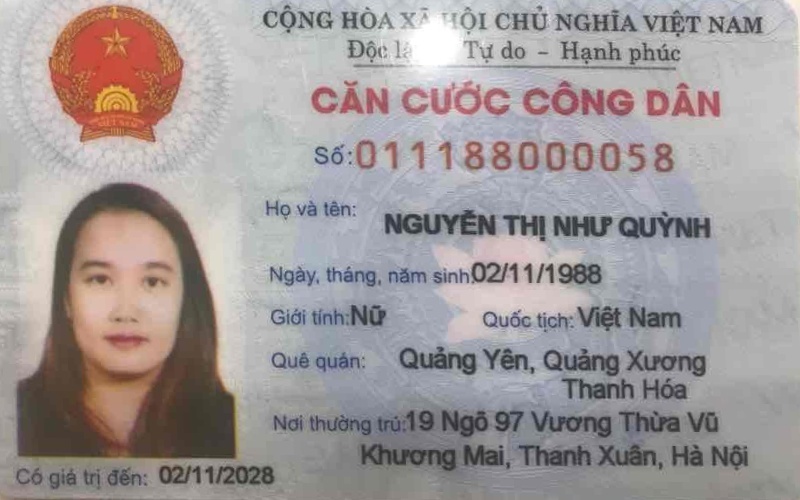 CỘNG HÒA XÃ HỘI CHỦ NGHĨA VIỆT NAM
Độc Tự do - Hạnh phúc
CĂN CƯỚC CÔNG DÂN
Số: 011188000058
Họ và tên: NGUYỄN THỊ NHƯ QUỲNH
Ngày, tháng, năm sinh: 02/11/1988
Giới tính: Nữ Quốc tịch: Việt Nam
Quê quán: Quảng Yên, Quảng Xương
Thanh Hóa
Nơi thường trú: 19 Ngõ 97 Vương Thừa Vũ
Khương Mai, Thanh Xuân, Hà Nội
Có giá trị đến: 02/11/2028